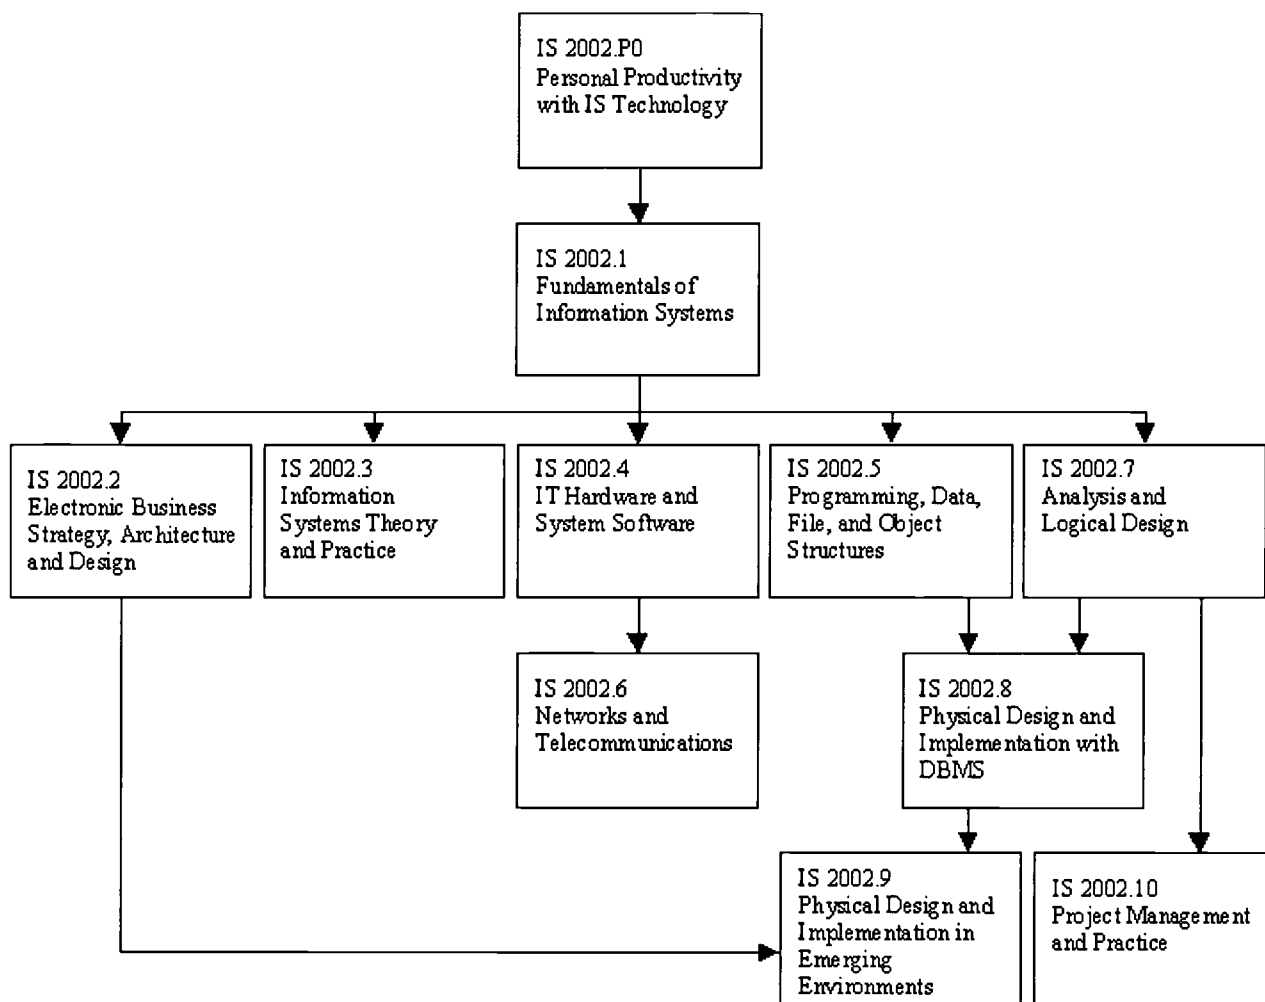 IS 2002.P0
Personal Productivity
with IS Technology
IS 2002.1
Fundamentals of
Information Systems
IS 2002.2
Electronic Business
Strategy, Architecture
and Design
IS 2002.3
Information
Systems Theory
and Practice
IS 2002.4
IT Hardware and
System Software
IS 2002.5
Programming, Data,
File, and Object
Structures
IS 2002.7
Analysis and
Logical Design
IS 2002.6
Networks and
Telecommunications
IS 2002.8
Physical Design and
Implementation with
DBMS
IS 2002.9
Physical Design and
Implementation in
Emerging
Environments
IS 2002.10
Project Management
and Practice